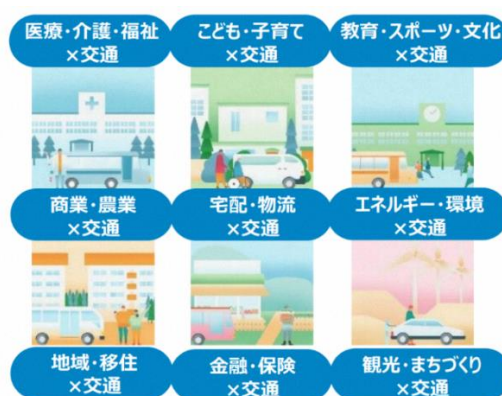 医療・介護・福祉
×交通
こども・子育て
×交通
教育・スポーツ・文化
×交通
商業・農業
×交通
宅配・物流
×交通
エネルギー・環境
×交通
地域・移住
×交通
金融・保険
×交通
観光・まちづくり
×交通